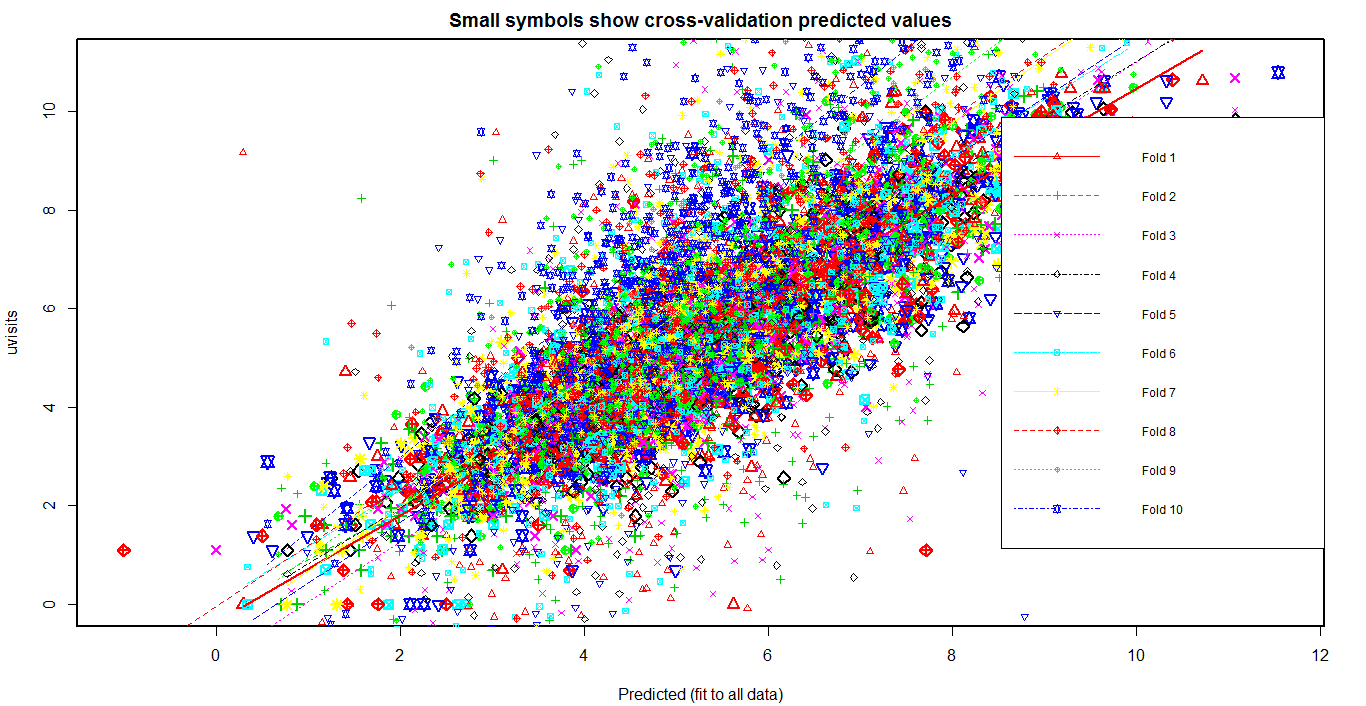 Small symbols show cross-validation predicted values
uvisits
10
8
6
4
2
0
Fold 1
Fold 2
Fold 3
Fold 4
Fold 5
Fold 6
Fold 7
Fold 8
Fold 9
Fold 10
0 2 4 6 8 10 12
Predicted (fit to all data)